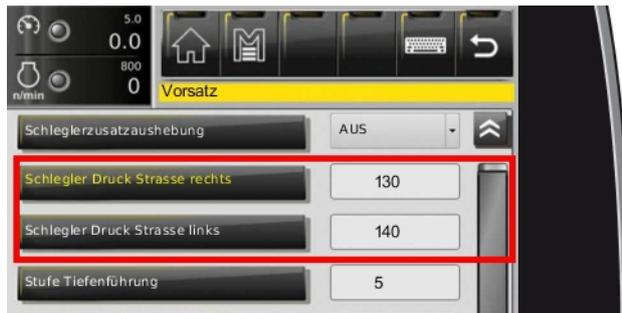 5.0
0.0
800
n/min 0
Vorsatz
Schleglerzusatzaushebung AUS
Schlegler Druck Strasse rechts 130
Schlegler Druck Strasse links 140
Stufe Tiefenführung 5